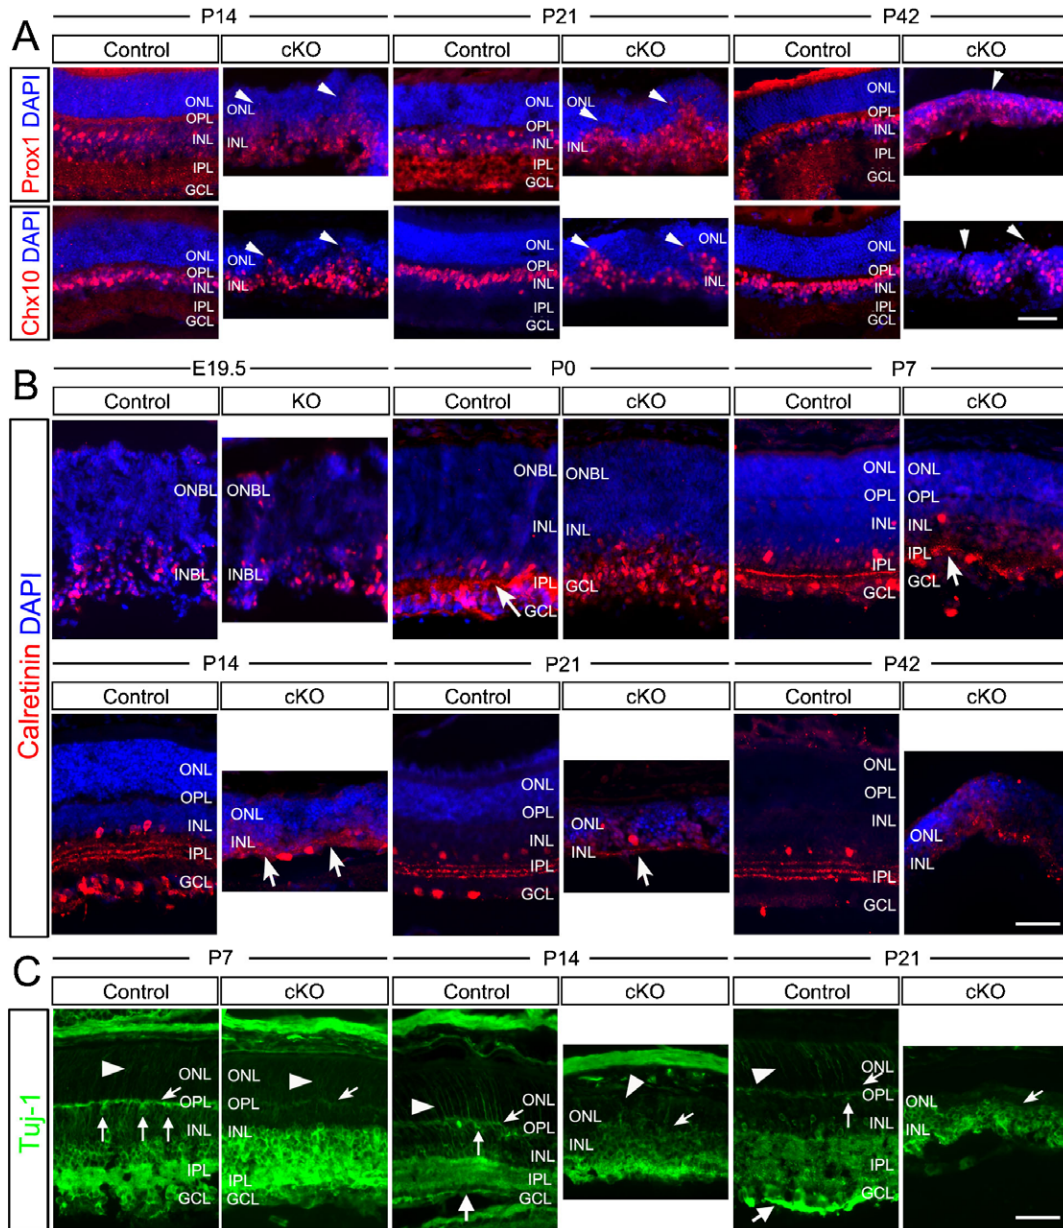 A
P14
P21
P42
Control
cKO
Control
cKO
Control
cKO
Prox1 DAPI
ONL
OPL
INL
IPL
GCL
ONL
INL
ONL
OPL
INL
IPL
GCL
ONL
INL
ONL
OPL
INL
IPL
GCL
Chx10 DAPI
ONL
OPL
INL
IPL
GCL
ONL
INL
ONL
OPL
INL
IPL
GCL
ONL
INL
ONL
OPL
INL
IPL
GCL
B
E19.5
P0
P7
Control
KO
Control
cKO
Control
cKO
Calretinin DAPI
ONBL
INBL
ONBL
INBL
ONBL
INL
IPL
GCL
ONBL
INL
GCL
ONL
OPL
INL
IPL
GCL
ONL
OPL
INL
IPL
GCL
P14
P21
P42
Control
cKO
Control
cKO
Control
cKO
ONL
OPL
INL
IPL
GCL
ONL
INL
ONL
OPL
INL
IPL
GCL
ONL
INL
ONL
OPL
INL
IPL
GCL
ONL
INL
C
P7
P14
P21
Control
cKO
Control
cKO
Control
cKO
Tuj-1
ONL
OPL
INL
IPL
GCL
ONL
OPL
INL
IPL
GCL
ONL
OPL
INL
IPL
GCL
ONL
INL
ONL
OPL
INL
IPL
GCL
ONL
INL